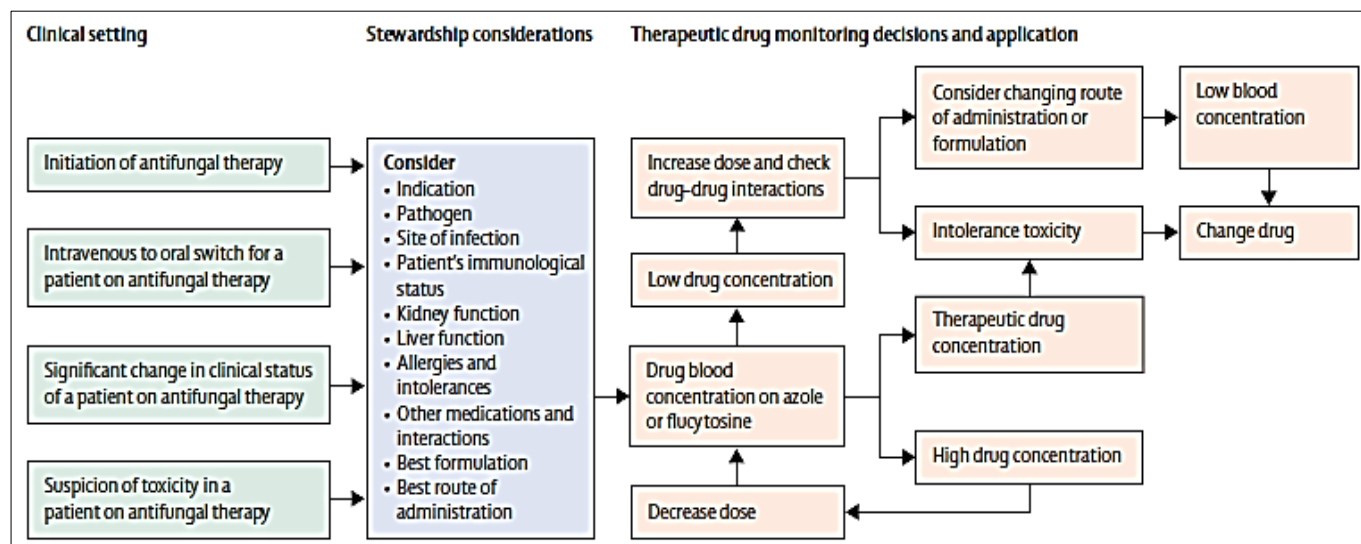 Clinical setting
Stewardship considerations
Therapeutic drug monitoring decisions and application
Initiation of antifungal therapy
Intravenous to oral switch for a
patient on antifungal therapy
Significant change in clinical status
of a patient on antifungal therapy
Suspicion of toxicity in a
patient on antifungal therapy
Consider
• Indication
• Pathogen
• Site of infection
• Patient's immunological
status
• Kidney function
• Liver function
• Allergies and
intolerances
• Other medications and
interactions
• Best formulation
• Best route of
administration
Increase dose and check
drug–drug interactions
Low drug concentration
Drug blood
concentration on azole
or flucytosine
Decrease dose
Consider changing route
of administration or
formulation
Intolerance toxicity
Therapeutic drug
concentration
High drug concentration
Low blood
concentration
Change drug